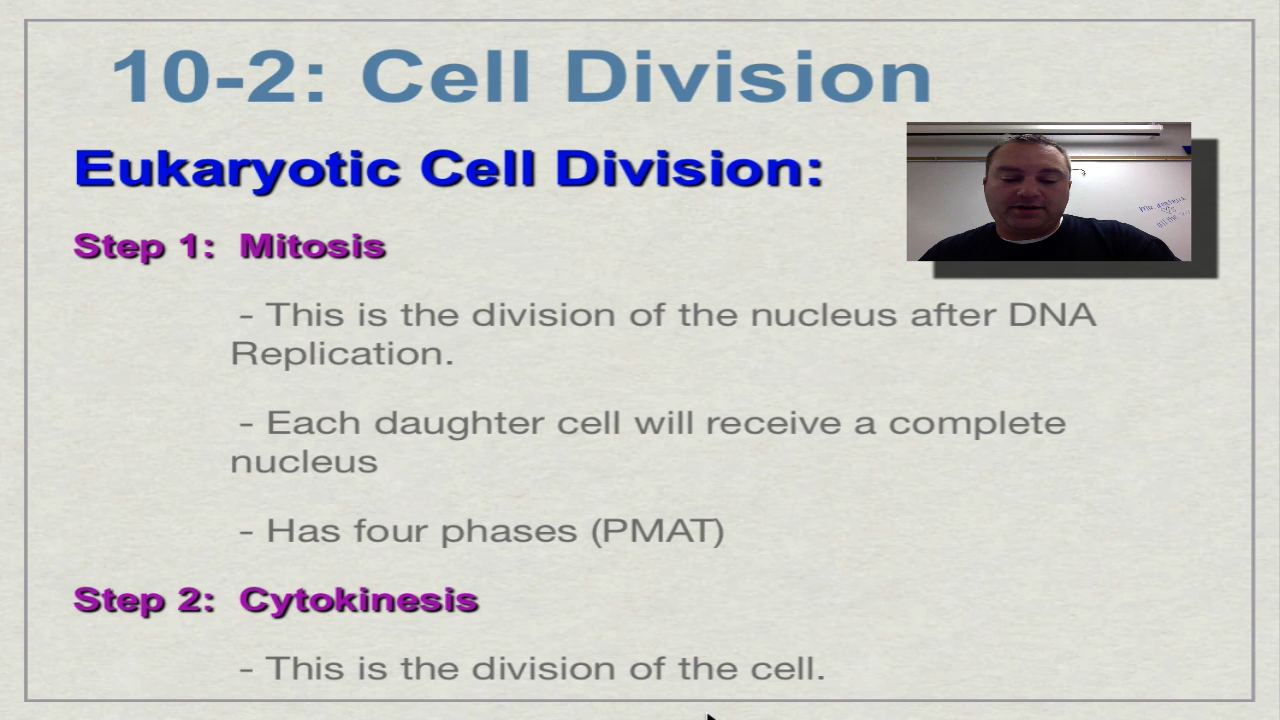 10-2: Cell Division
Eukaryotic Cell Division:
Step 1: Mitosis
- This is the division of the nucleus after DNA
Replication.
- Each daughter cell will receive a complete
nucleus
- Has four phases (PMAT)
Step 2: Cytokinesis
- This is the division of the cell.